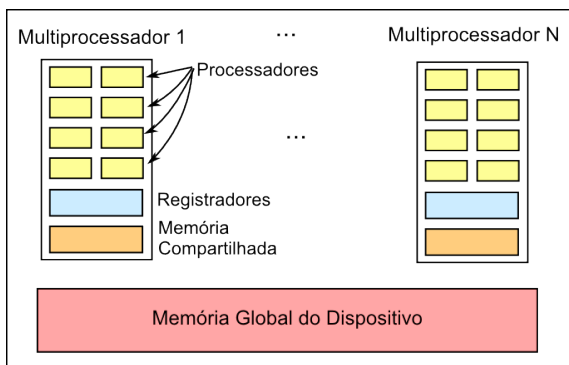 Multiprocessador 1
...
Multiprocessador N
Processadores
...
Registradores
Memória
Compartilhada
Memória Global do Dispositivo